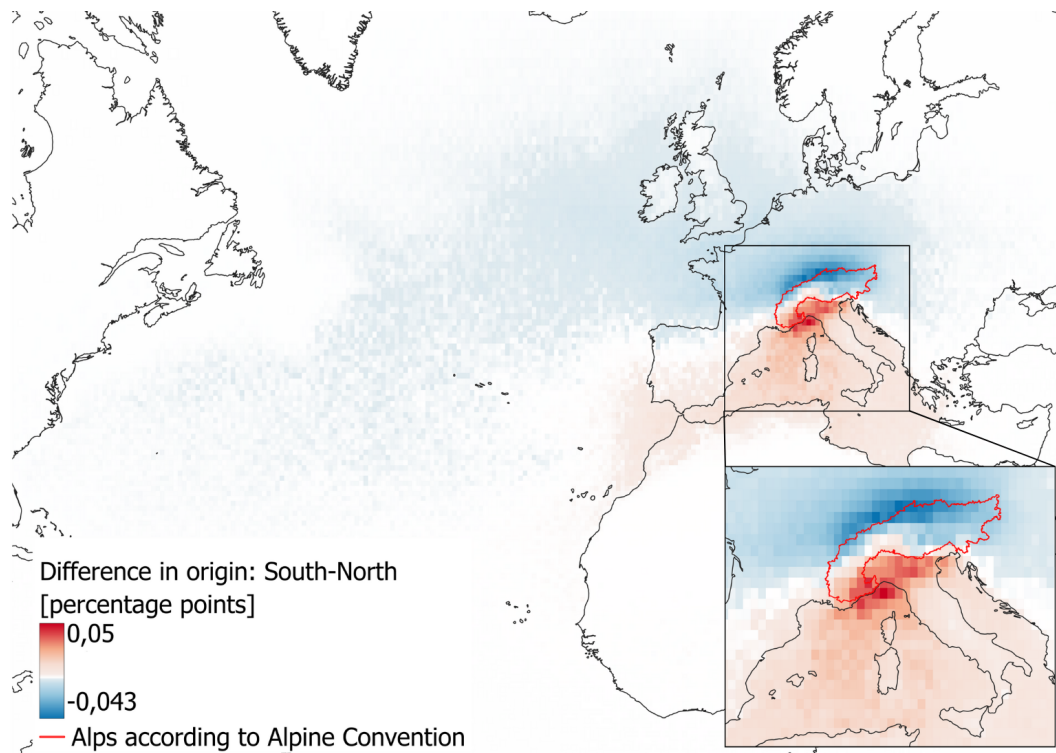 Difference in origin: South-North
[percentage points]
0,05
-0,043
Alps according to Alpine Convention